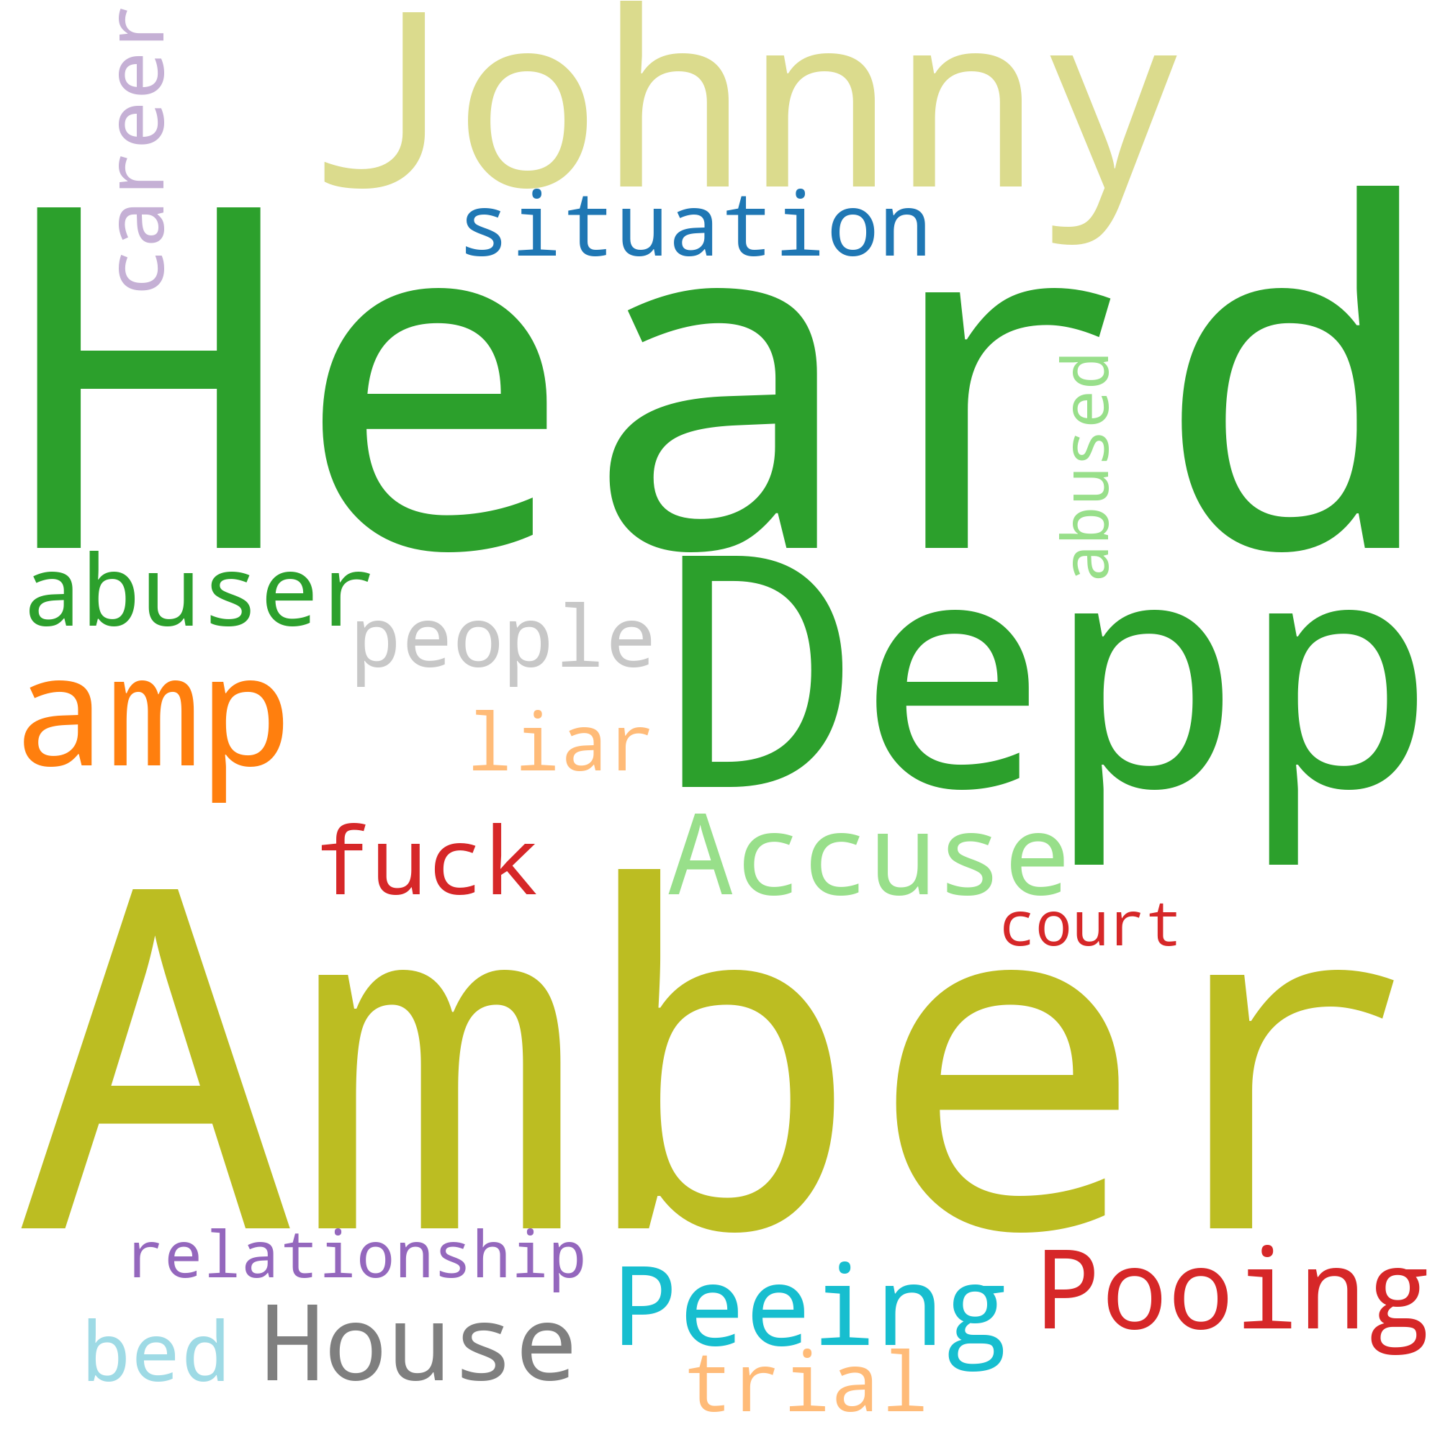 career
Johnny
situation
Heard
abused
abuser
people
Depp
amp
liar
fuck
Accuse
court
Amber
relationship
Peeing
Pooing
bed
House
trial